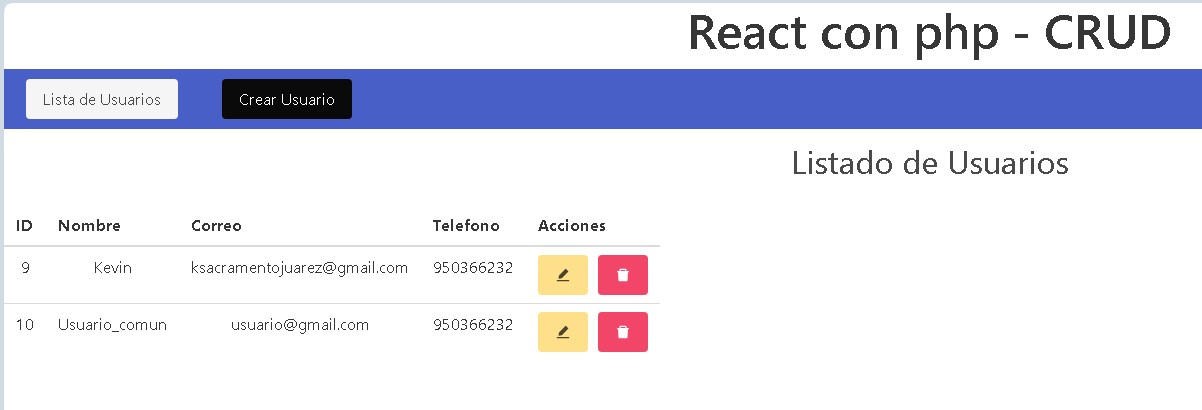 React con php - CRUD
Lista de Usuarios Crear Usuario
Listado de Usuarios
ID Nombre Correo Telefono Acciones
9 Kevin ksacramentojuarez@gmail.com 950366232
10 Usuario_comun usuario@gmail.com 950366232